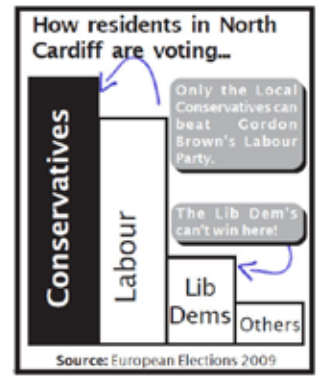 How residents in North
Cardiff are voting...
Only the Local
Conservatives can
beat Gordon
Brown's Labour
Party.
The Lib Dem's
can't win here!
Conservatives
Labour
Lib
Dems
Others
Source: European Elections 2009